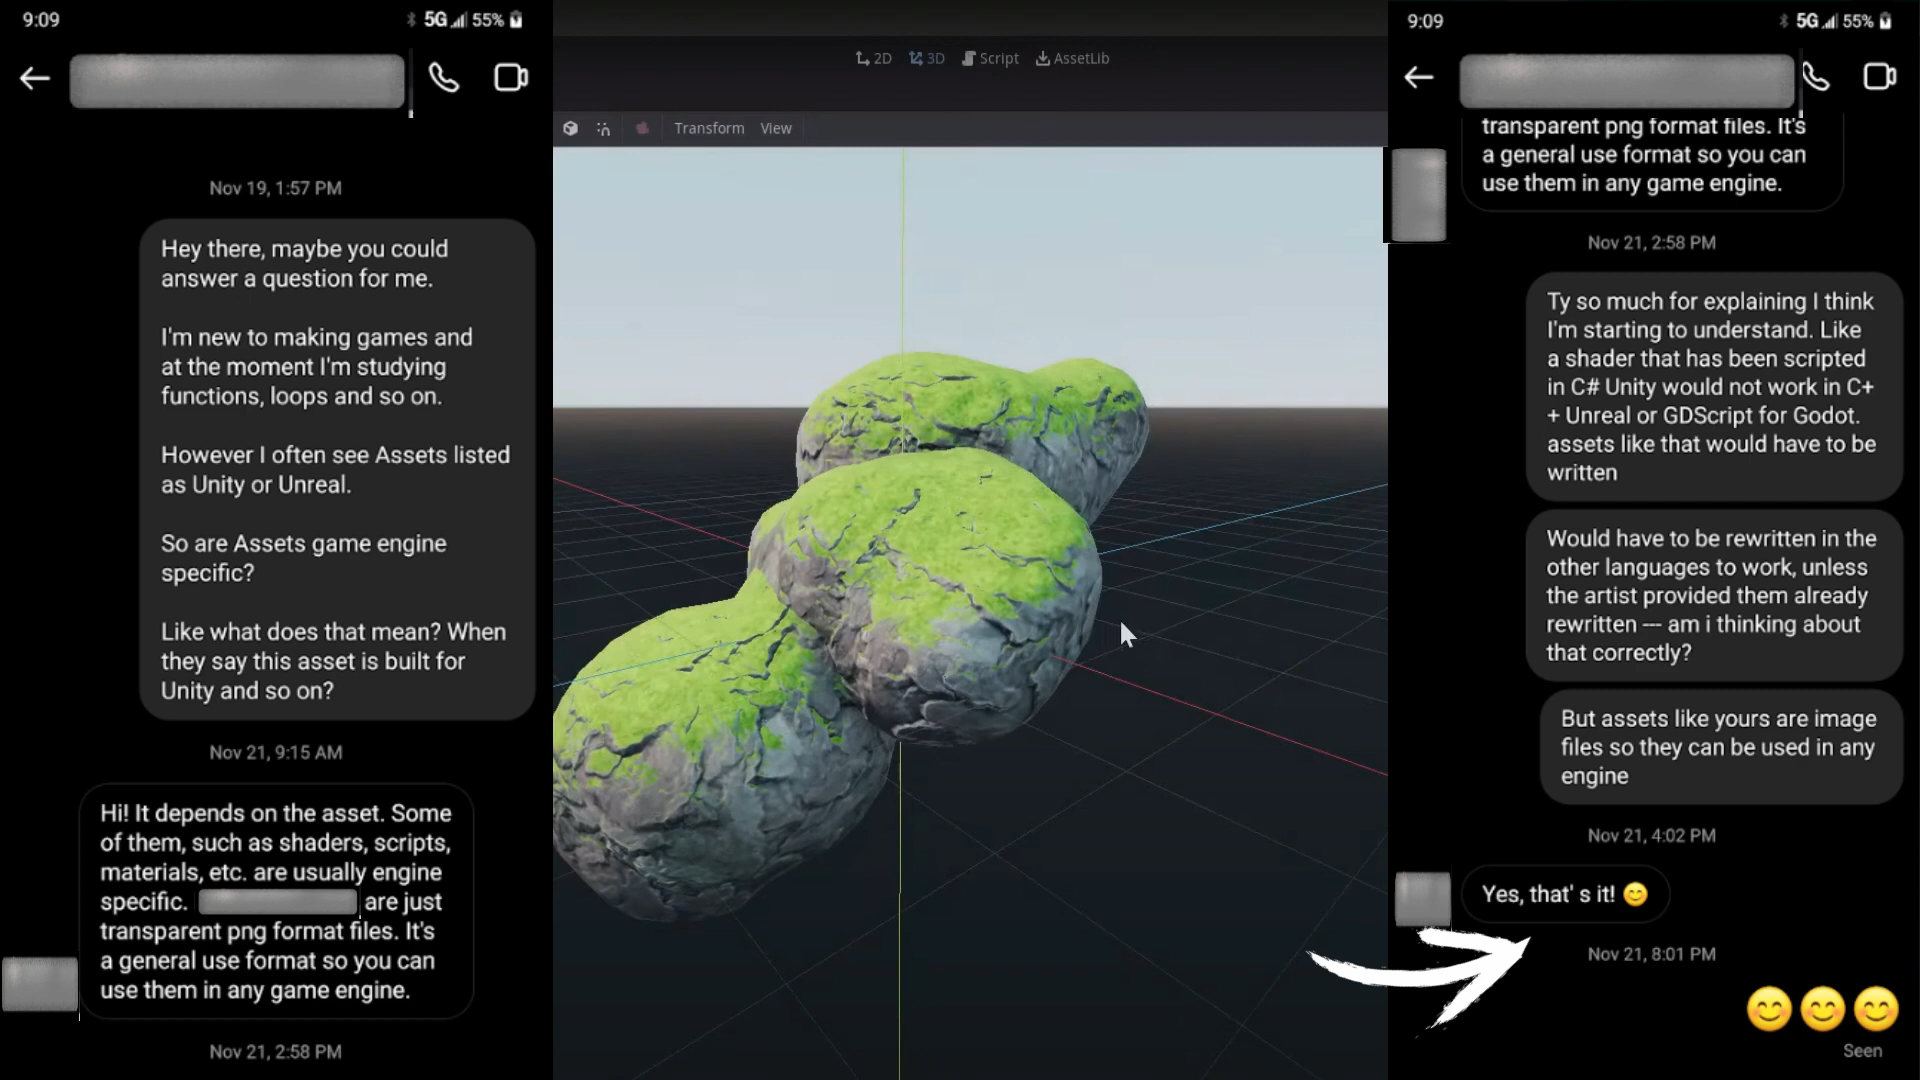 9:09
5G 55%
Nov 19, 1:57 PM
Hey there, maybe you could
answer a question for me.
I'm new to making games and
at the moment I'm studying
functions, loops and so on.
However I often see Assets listed
as Unity or Unreal.
So are Assets game engine
specific?
Like what does that mean? When
they say this asset is built for
Unity and so on?
Nov 21, 9:15 AM
Hi! It depends on the asset. Some
of them, such as shaders, scripts,
materials, etc. are usually engine
specific. are just
transparent png format files. It's
a general use format so you can
use them in any game engine.
Nov 21, 2:58 PM
2D 3D Script AssetLib
Transform View
9:09
5G 55%
transparent png format files. It's
a general use format so you can
use them in any game engine.
Nov 21, 2:58 PM
Ty so much for explaining I think
I'm starting to understand. Like
a shader that has been scripted
in C# Unity would not work in C+
+ Unreal or GDScript for Godot.
assets like that would have to be
written
Would have to be rewritten in the
other languages to work, unless
the artist provided them already
rewritten --- am i thinking about
that correctly?
But assets like yours are image
files so they can be used in any
engine
Nov 21, 4:02 PM
Yes, that' s it! 😊
Nov 21, 8:01 PM
😊😊😊
Seen